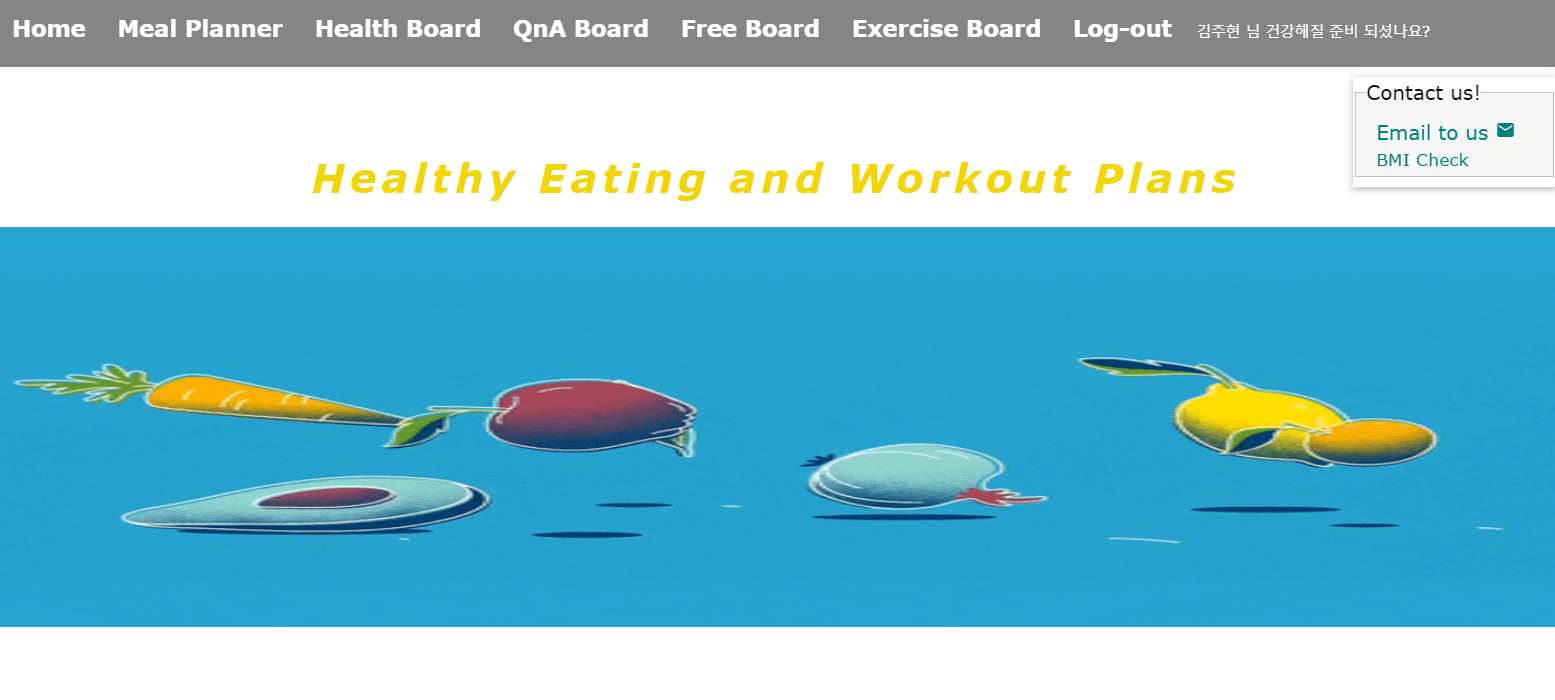 Home Meal Planner Health Board QnA Board Free Board Exercise Board Log-out 김주현 님 건강해질 준비 되셨나요?
Contact us!
Email to us
BMI Check
Healthy Eating and Workout Plans